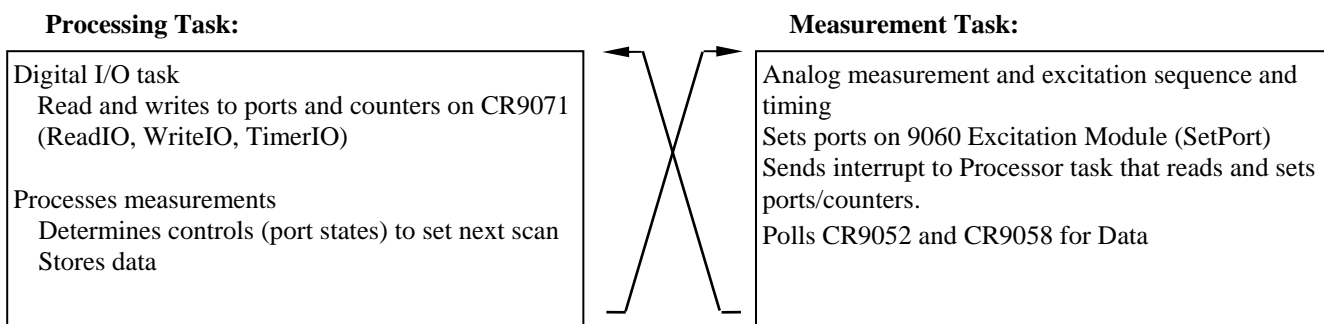 Processing Task:
Digital I/O task
Read and writes to ports and counters on CR9071
(ReadIO, WriteIO, TimerIO)
Processes measurements
Determines controls (port states) to set next scan
Stores data
Measurement Task:
Analog measurement and excitation sequence and
timing
Sets ports on 9060 Excitation Module (SetPort)
Sends interrupt to Processor task that reads and sets
ports/counters.
Polls CR9052 and CR9058 for Data